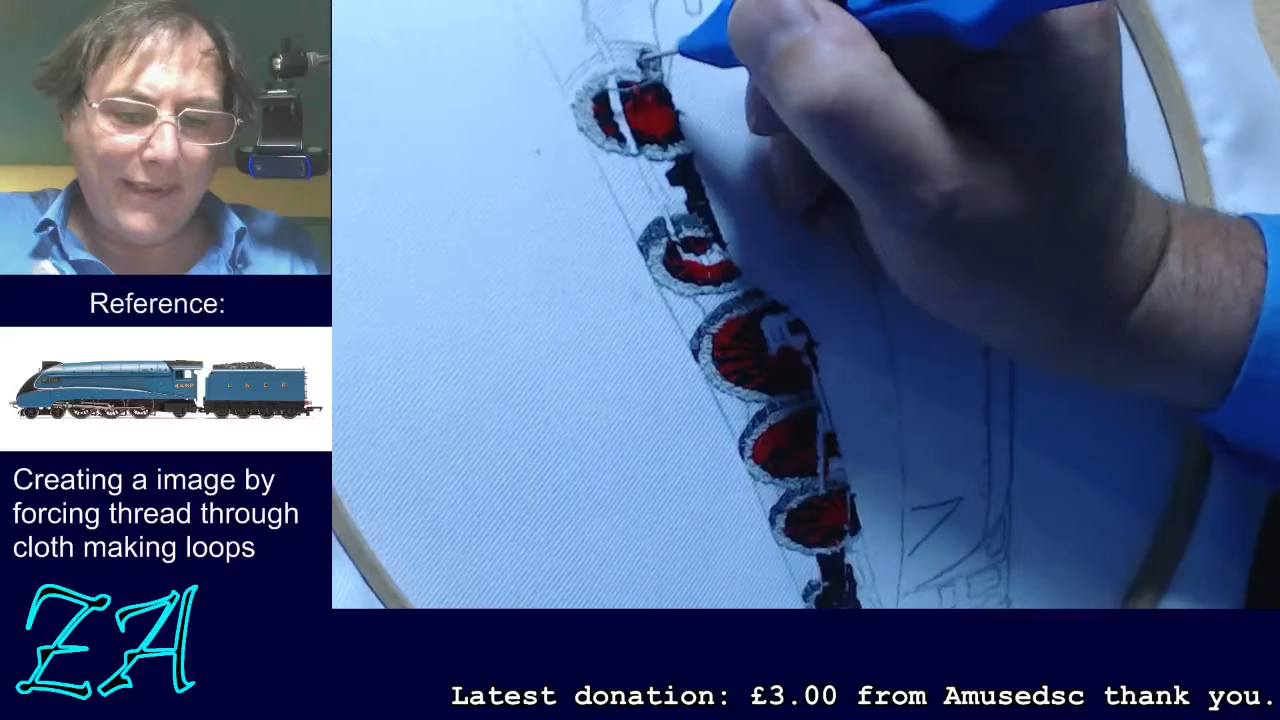 Reference:
Creating a image by
forcing thread through
cloth making loops
ZA
Latest donation: £3.00 from Amusedsc thank you.